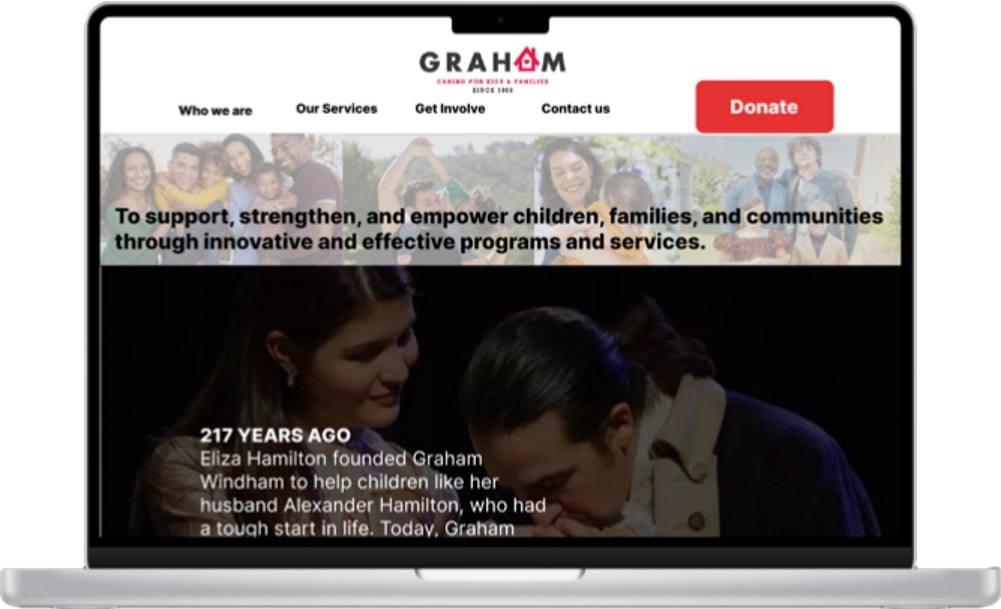 GRAHAM
CARING FOR KIDS & FAMILIES
SINCE 1806
Who we are
Our Services
Get Involve
Contact us
Donate
To support, strengthen, and empower children, families, and communities
through innovative and effective programs and services.
217 YEARS AGO
Eliza Hamilton founded Graham
Windham to help children like her
husband Alexander Hamilton, who had
a tough start in life. Today, Graham